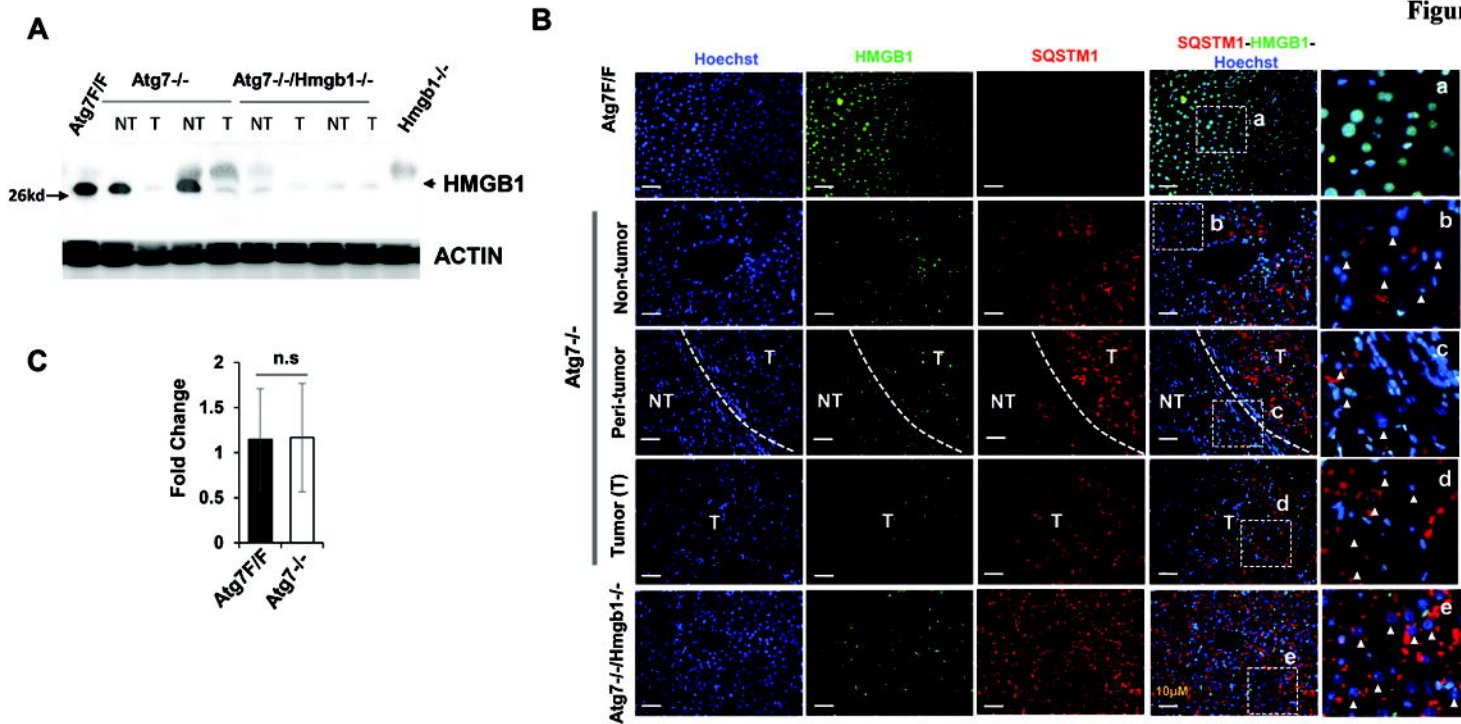 Figur
A
Atg7F/F
Atg7-/-
Atg7-/-/Hmgb1-/-
Hmgb1-/-
NT T NT T NT T NT T
26kd
HMGB1
ACTIN
B
Hoechst
HMGB1
SQSTM1
SQSTM1-HMGB1-
Hoechst
Atg7F/F
a
a
Atg7-/-
Non-tumor
b
b
Peri-tumor
NT T
NT T
NT T
NT T
c
c
Tumor (T)
T
T
T
T
d
d
Atg7-/-/Hmgb1-/-
10µM
e
e
C
n.s
Fold Change
2
1.5
1
0.5
0
Atg7F/F
Atg7-/-